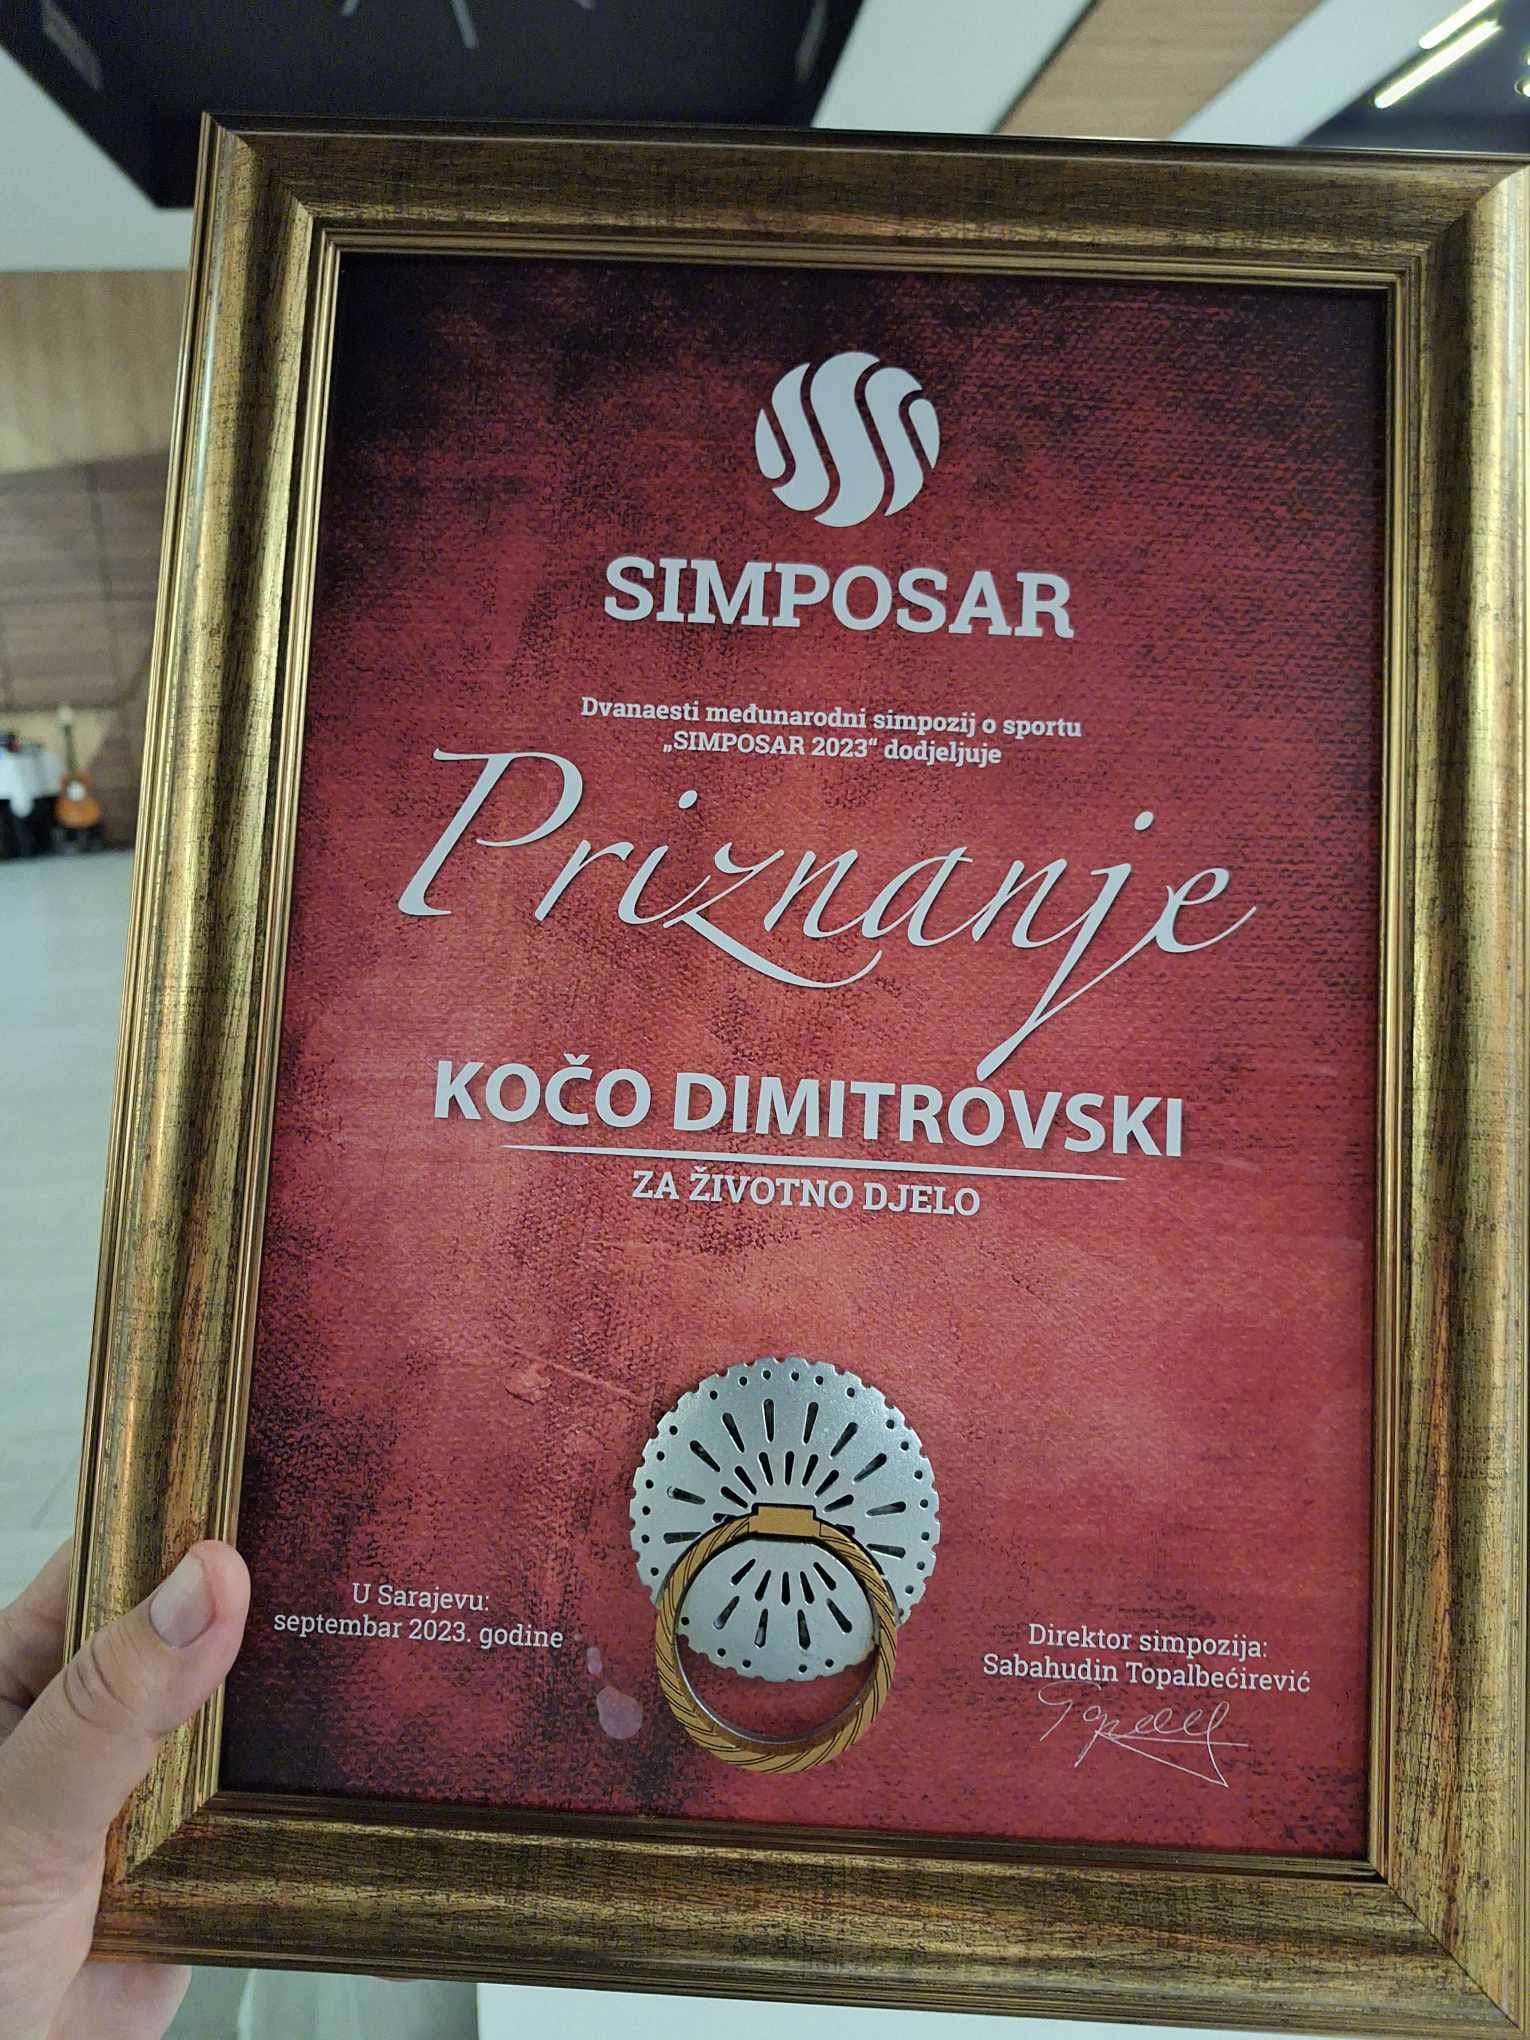 SIMPOSAR
Dvanaesti međunarodni simpozij o sportu
„SIMPOSAR 2023“ dodjeljuje
Priznanje
KOČO DIMITROVSKI
ZA ŽIVOTNO DJELO
U Sarajevu:
septembar 2023. godine
Direktor simpozija:
Sabahudin Topalbećirević